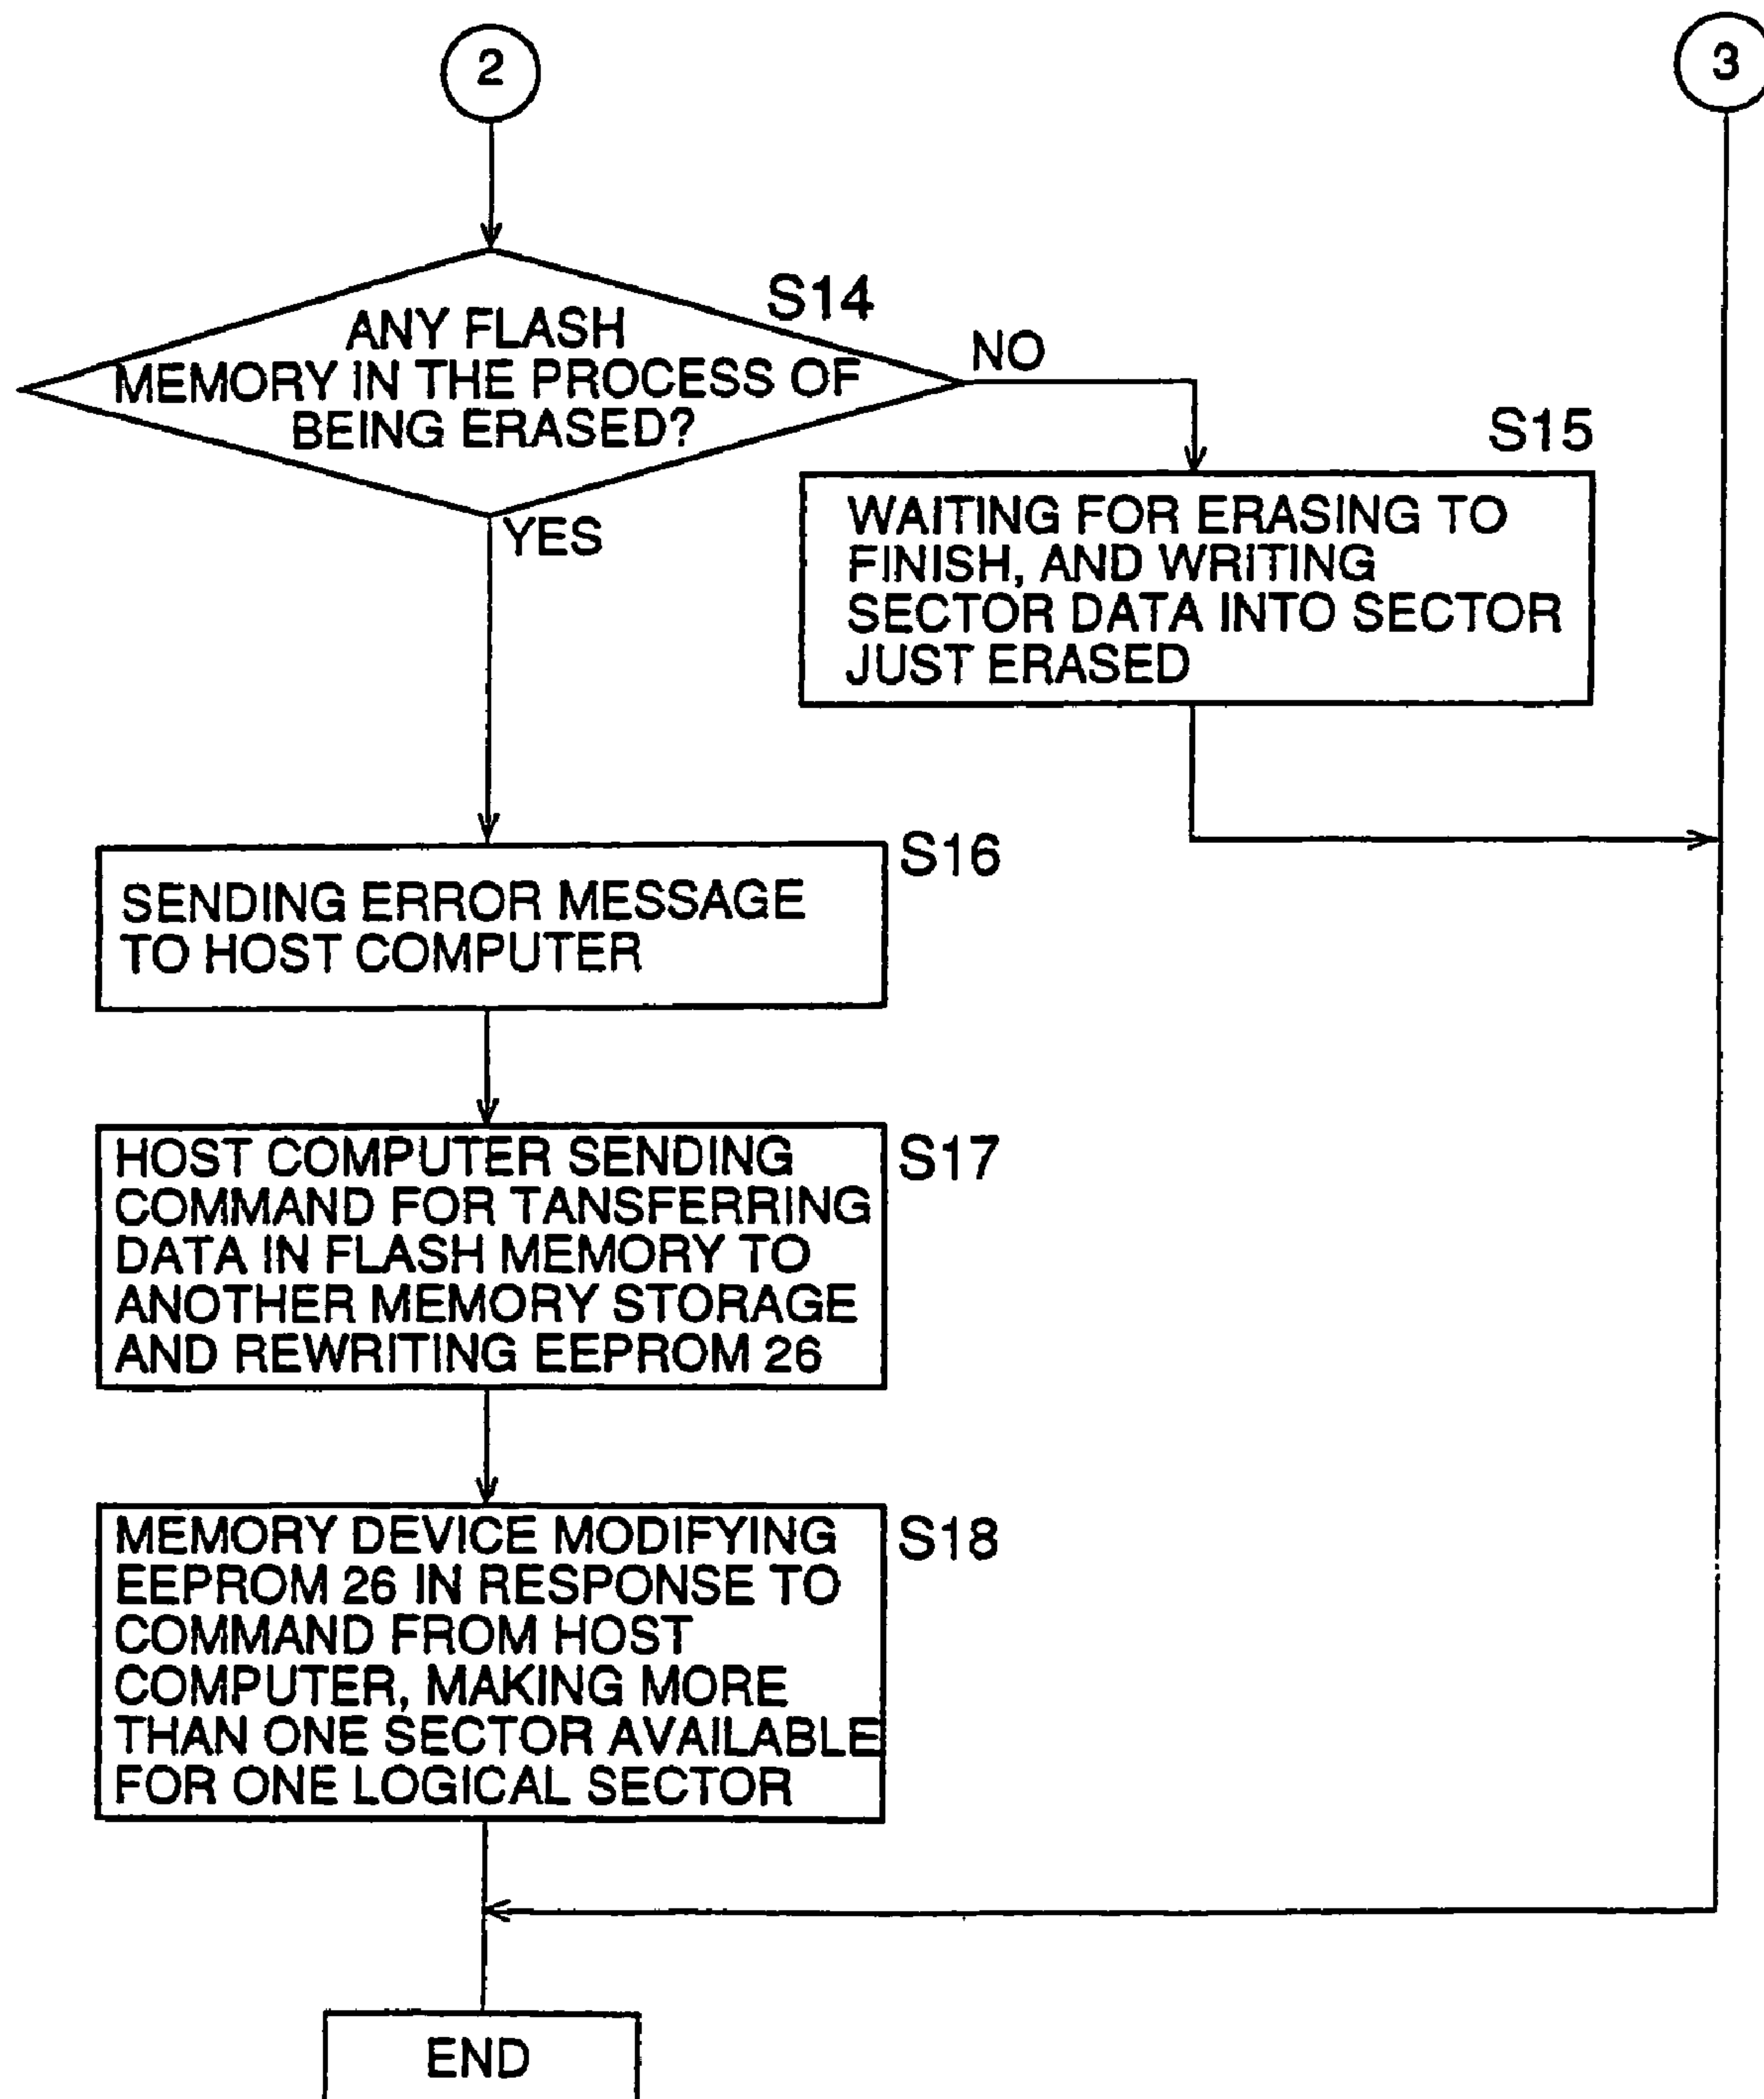 2
3
S14
ANY FLASH
MEMORY IN THE PROCESS OF
BEING ERASED?
NO
YES
S15
WAITING FOR ERASING TO
FINISH, AND WRITING
SECTOR DATA INTO SECTOR
JUST ERASED
S16
SENDING ERROR MESSAGE
TO HOST COMPUTER
S17
HOST COMPUTER SENDING
COMMAND FOR TANSFERRING
DATA IN FLASH MEMORY TO
ANOTHER MEMORY STORAGE
AND REWRITING EEPROM 26
S18
MEMORY DEVICE MODIFYING
EEPROM 26 IN RESPONSE TO
COMMAND FROM HOST
COMPUTER, MAKING MORE
THAN ONE SECTOR AVAILABLE
FOR ONE LOGICAL SECTOR
END